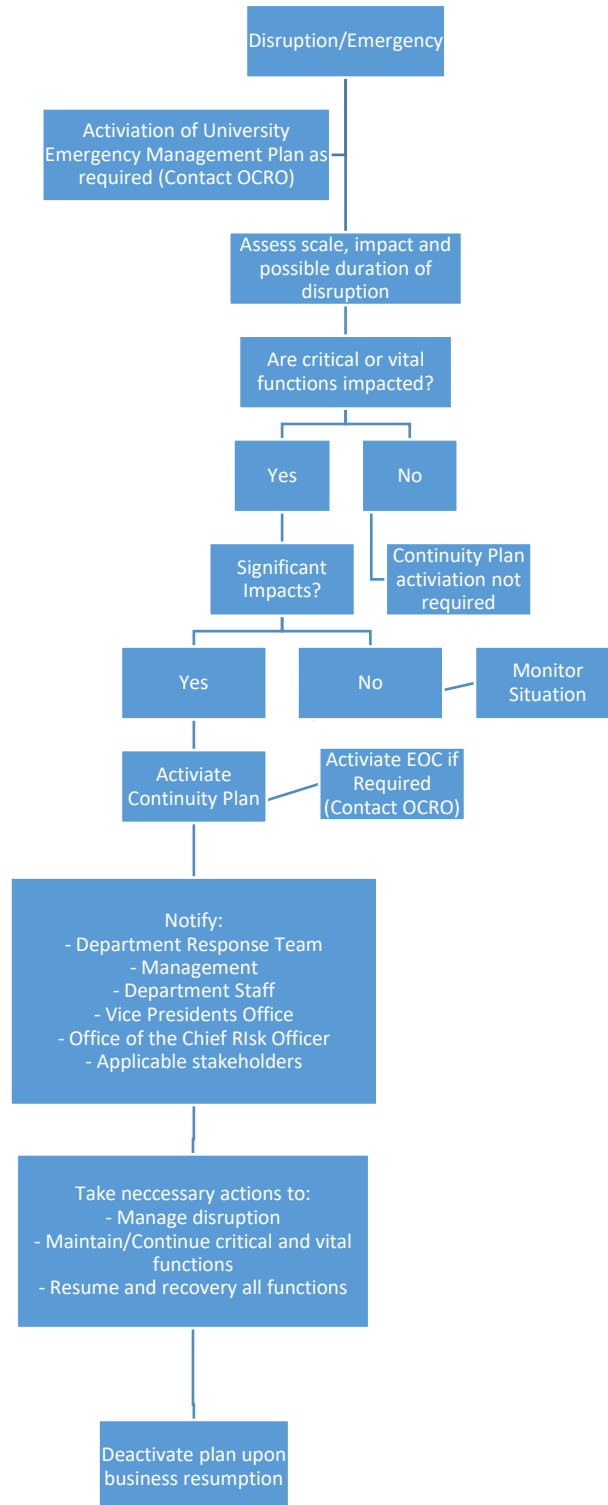 Disruption/Emergency
Activiation of University
Emergency Management Plan as
required (Contact OCRO)
Assess scale, impact and
possible duration of
disruption
Are critical or vital
functions impacted?
Yes
No
Significant
Impacts?
Continuity Plan
activiation not
required
Yes
No
Monitor
Situation
Activiate
Continuity Plan
Activiate EOC if
Required
(Contact OCRO)
Notify:
- Department Response Team
- Management
- Department Staff
- Vice Presidents Office
- Office of the Chief RIsk Officer
- Applicable stakeholders
Take neccessary actions to:
- Manage disruption
- Maintain/Continue critical and vital
functions
- Resume and recovery all functions
Deactivate plan upon
business resumption